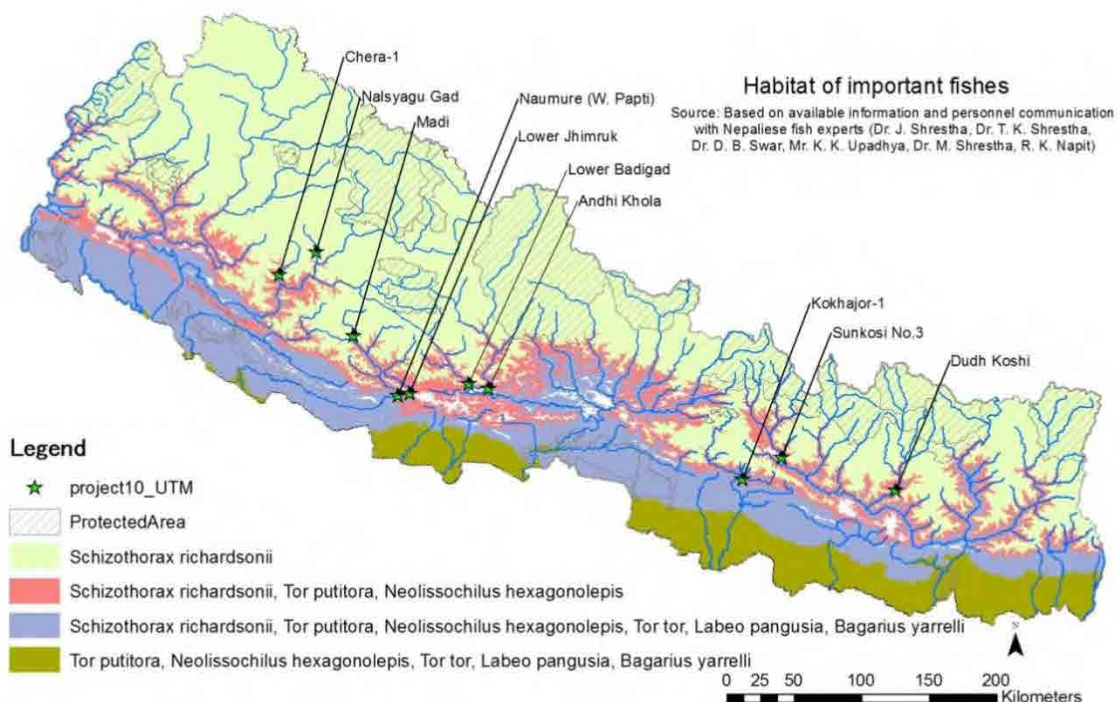 Chera-1
Nalsyagu Gad
Madi
Naumure (W. Papti)
Lower Jhimruk
Lower Badigad
Andhi Khola
Habitat of important fishes
Source: Based on available information and personnel communication
with Nepaliese fish experts (Dr. J. Shrestha, Dr. T. K. Shrestha,
Dr. D. B. Swar, Mr. K. K. Upadhya, Dr. M. Shrestha, R. K. Napit)
Kokhajor-1
Sunkosi No.3
Dudh Koshi
Legend
project10_UTM
ProtectedArea
Schizothorax richardsonii
Schizothorax richardsonii, Tor putitora, Neolissochilus hexagonolepis
Schizothorax richardsonii, Tor putitora, Neolissochilus hexagonolepis, Tor tor, Labeo pangusia, Bagarius yarrelli
Tor putitora, Neolissochilus hexagonolepis, Tor tor, Labeo pangusia, Bagarius yarrelli
N
0 25 50 100 150 200
Kilometers